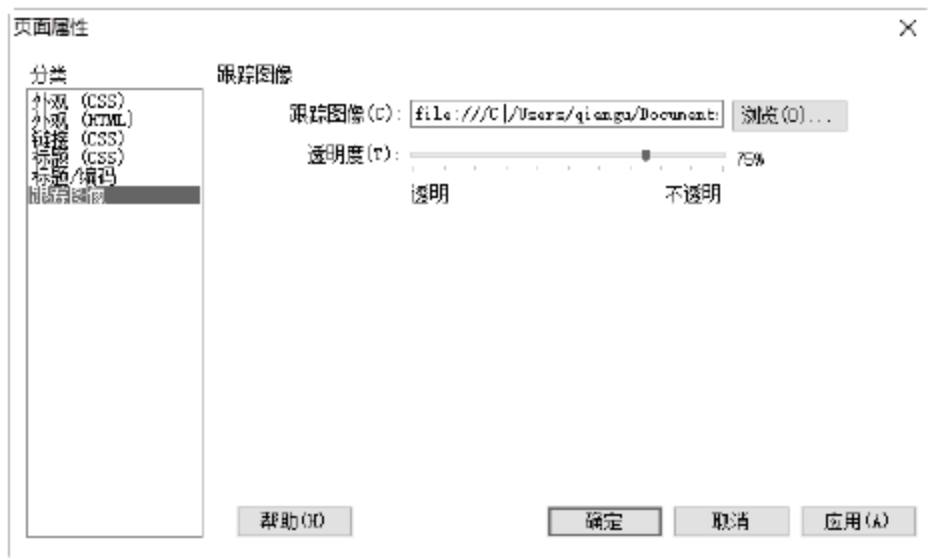 页面属性
分类
外观 (CSS)
外观 (HTML)
链接 (CSS)
标题 (CSS)
标题/编码
跟踪图像
跟踪图像
跟踪图像(C): file:///C|/Users/qiangu/Document: 浏览(O)...
透明度(T): 75%
透明 不透明
帮助(H) 确定 取消 应用(A)